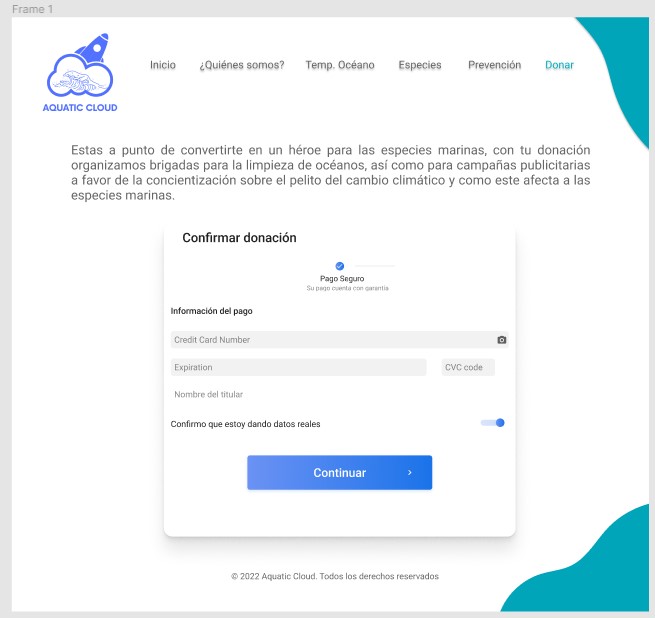 Frame 1
AQUATIC CLOUD
Inicio ¿Quiénes somos? Temp. Océano Especies Prevención Donar
Estas a punto de convertirte en un héroe para las especies marinas, con tu donación
organizamos brigadas para la limpieza de océanos, así como para campañas publicitarias
a favor de la concientización sobre el pelito del cambio climático y como este afecta a las
especies marinas.
Confirmar donación
Pago Seguro
Su pago cuenta con garantía
Información del pago
Credit Card Number
Expiration CVC code
Nombre del titular
Confirmo que estoy dando datos reales
Continuar ›
© 2022 Aquatic Cloud. Todos los derechos reservados